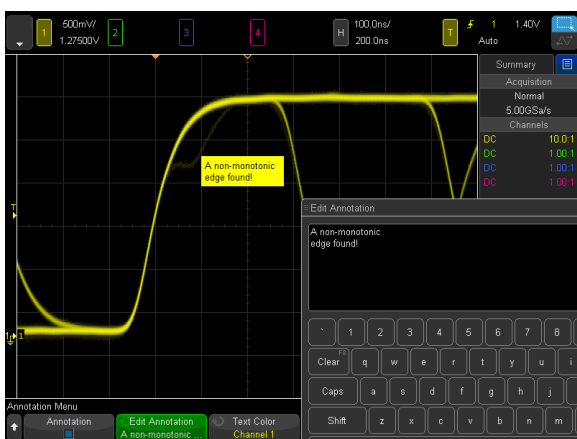 1 500mV/ 2 3 4 H 100.0ns/ T 1 1.40V
1.27500V 200.0ns Auto
Summary
Acquisition
Normal
5.00GSa/s
Channels
DC 10.0:1
DC 1.00:1
DC 1.00:1
DC 1.00:1
A non-monotonic
edge found!
T
1
Edit Annotation
A non-monotonic
edge found!
` 1 2 3 4 5 6 7 8
Clear F8 q w e r t y u i
Caps a s d f g h j
Shift z x c v b n m
Annotation Menu
Annotation Edit Annotation Text Color
A non-monotonic ... Channel 1